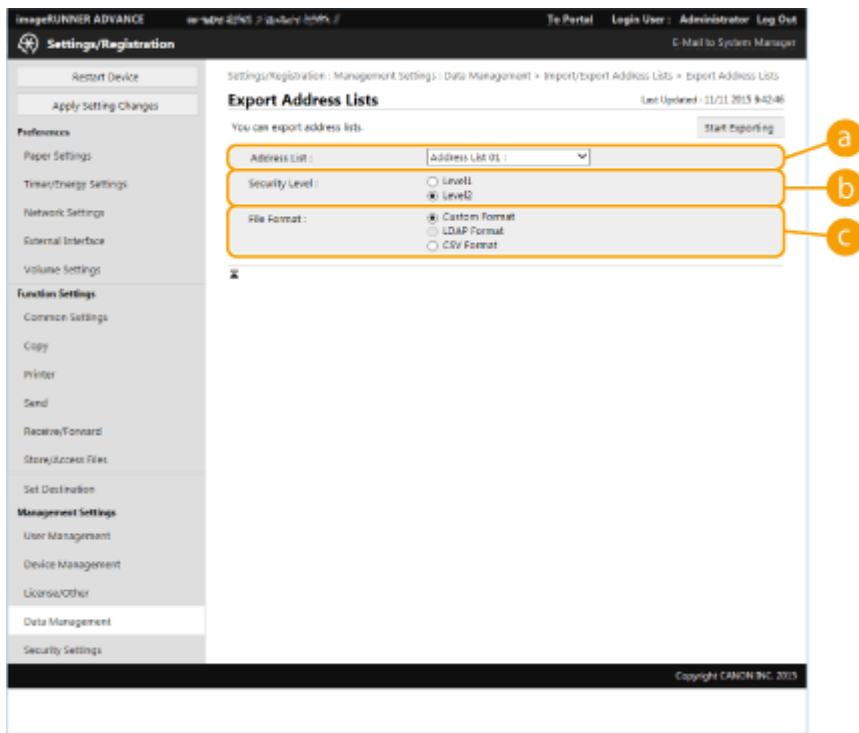 imageRUNNER ADVANCE
To Portal Login User : Administrator Log Out
Settings/Registration
E-Mail to System Manager
Restart Device
Apply Setting Changes
Preferences
Paper Settings
Timer/Energy Settings
Network Settings
External Interface
Volume Settings
Function Settings
Common Settings
Copy
Printer
Send
Receive/Forward
Store/Access Files
Set Destination
Management Settings
User Management
Device Management
License/Other
Data Management
Security Settings
Settings/Registration : Management Settings : Data Management > Import/Export Address Lists > Export Address Lists
Export Address Lists
Last Updated : 11/11 2015 9:42:46
You can export address lists.
Start Exporting
Address List : Address List 01 :
a
Security Level : Level1
Level2
b
File Format : Custom Format
LDAP Format
CSV Format
c
Copyright CANON INC. 2015